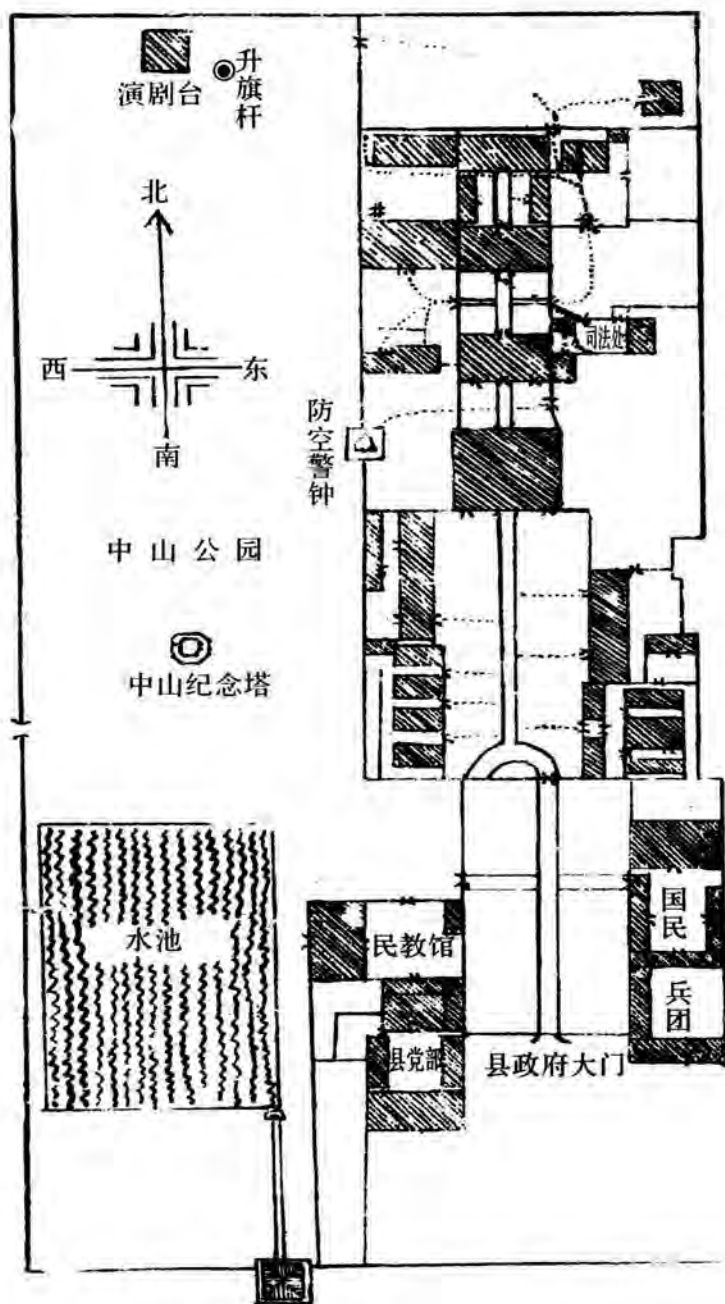 演剧台
升旗杆
北
西
东
南
防空警钟
司法处
中山公园
中山纪念塔
水池
民教馆
国民
兵团
县党部
县政府大门